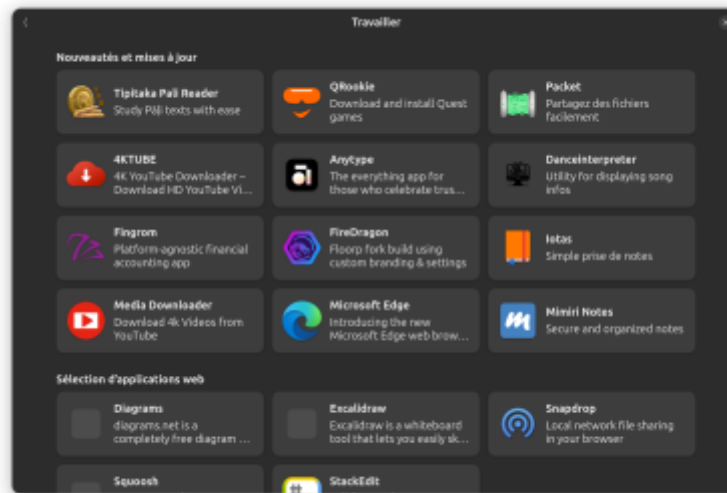 Travailler
Nouveautés et mises à jour
Tipitaka Pali Reader
Study Pāḷi texts with ease
QRookie
Download and install Quest
games
Packet
Partagez des fichiers
facilement
4KTUBE
4K YouTube Downloader –
Download HD YouTube Vi...
Anytype
The everything app for
those who celebrate trus...
Danceinterpreter
Utility for displaying song
infos
Fingrom
Platform-agnostic financial
accounting app
FireDragon
Floorp fork build using
custom branding & settings
Iotas
Simple prise de notes
Media Downloader
Download 4k Videos from
YouTube
Microsoft Edge
Introducing the new
Microsoft Edge web brow...
Mimiri Notes
Secure and organized notes
Sélection d'applications web
Diagrams
diagrams.net is a
completely free diagram ...
Excalidraw
Excalidraw is a whiteboard
tool that lets you easily sk...
Snapdrop
Local network file sharing
in your browser
Squoosh
StackEdit